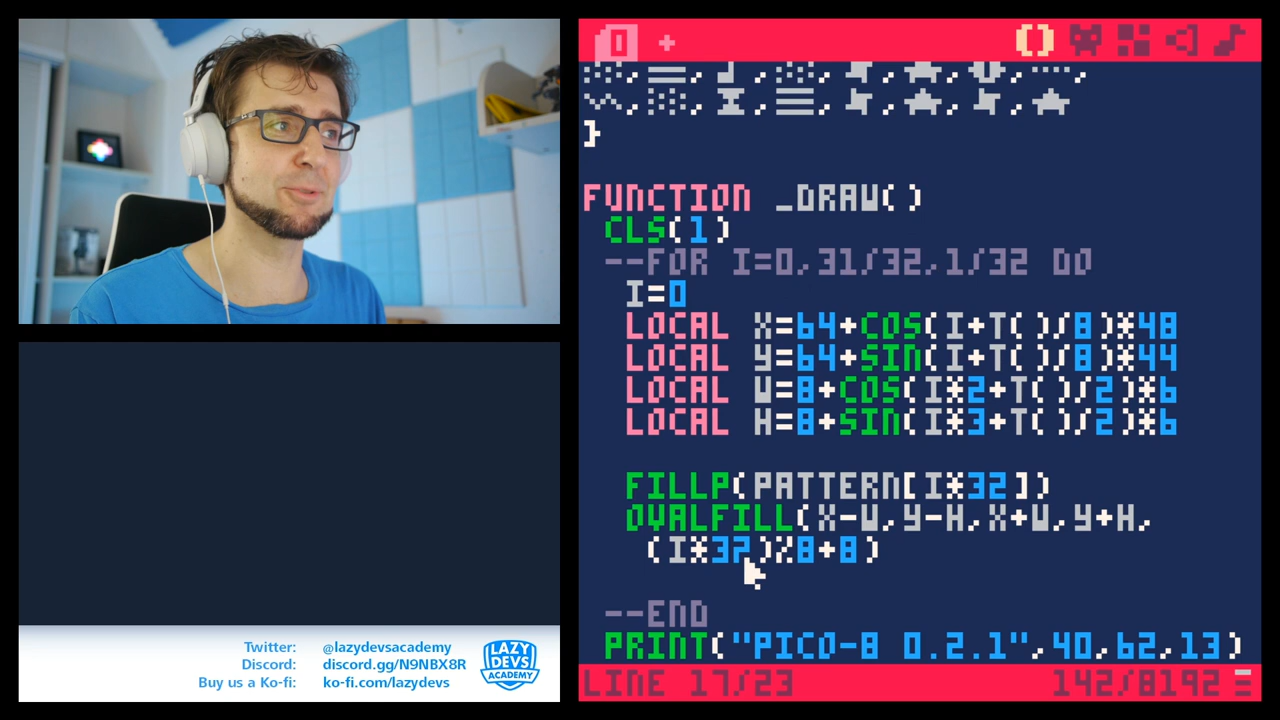 0 +
}
FUNCTION _DRAW()
CLS(1)
--FOR I=0,31/32,1/32 DO
I=0
LOCAL X=64+COS(I+T()/8)*48
LOCAL Y=64+SIN(I+T()/8)*44
LOCAL W=8+COS(I*2+T()/2)*6
LOCAL H=8+SIN(I*3+T()/2)*6
FILLP(PATTERN[I*32])
OVALFILL(X-W,Y-H,X+W,Y+H,
(I*32)%8+8)
--END
PRINT("PICO-8 0.2.1",40,62,13)
LINE 17/23 142/8192
Twitter: @lazydevsacademy
Discord: discord.gg/N9NBX8R
Buy us a Ko-fi: ko-fi.com/lazydevs
LAZY
DEVS
ACADEMY